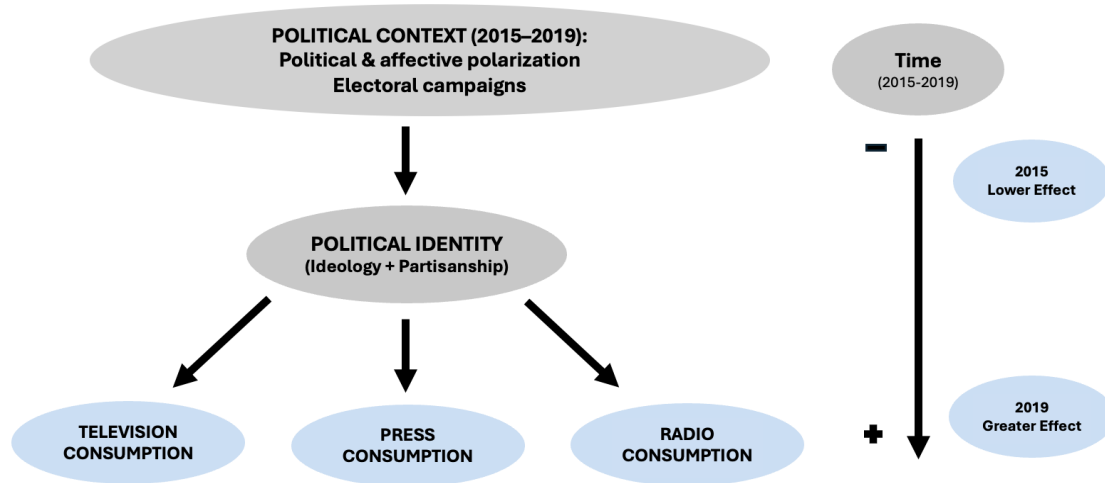 POLITICAL CONTEXT (2015–2019):
Political & affective polarization
Electoral campaigns
Time
(2015-2019)
2015
Lower Effect
POLITICAL IDENTITY
(Ideology + Partisanship)
2019
Greater Effect
TELEVISION
CONSUMPTION
PRESS
CONSUMPTION
RADIO
CONSUMPTION